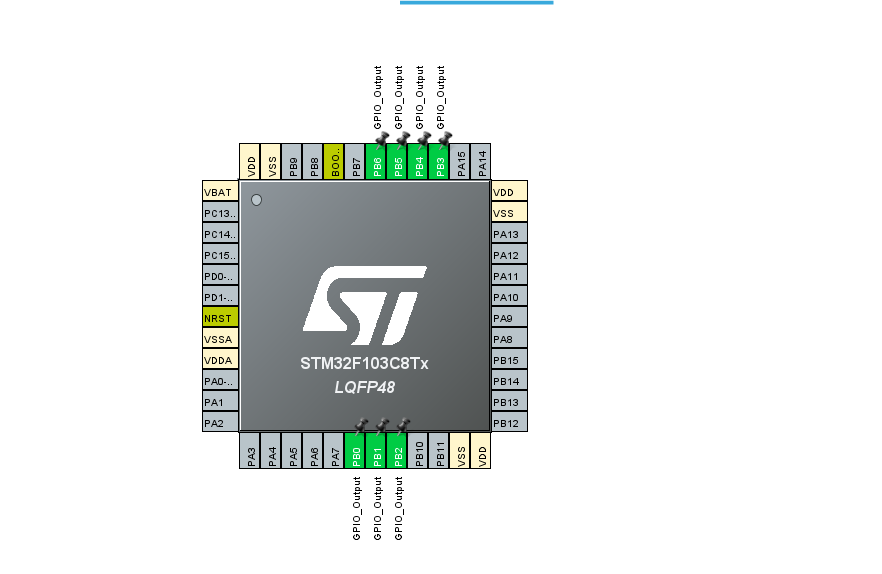 GPIO_Output
GPIO_Output
GPIO_Output
GPIO_Output
VDD
VSS
PB9
PB8
BOO..
PB7
PB6
PB5
PB4
PB3
PA15
PA14
VBAT
PC13..
PC14..
PC15..
PD0-..
PD1-..
NRST
VSSA
VDDA
PA0-..
PA1
PA2
ST
STM32F103C8Tx
LQFP48
VDD
VSS
PA13
PA12
PA11
PA10
PA9
PA8
PB15
PB14
PB13
PB12
PA3
PA4
PA5
PA6
PA7
PB0
PB1
PB2
PB10
PB11
VSS
VDD
GPIO_Output
GPIO_Output
GPIO_Output